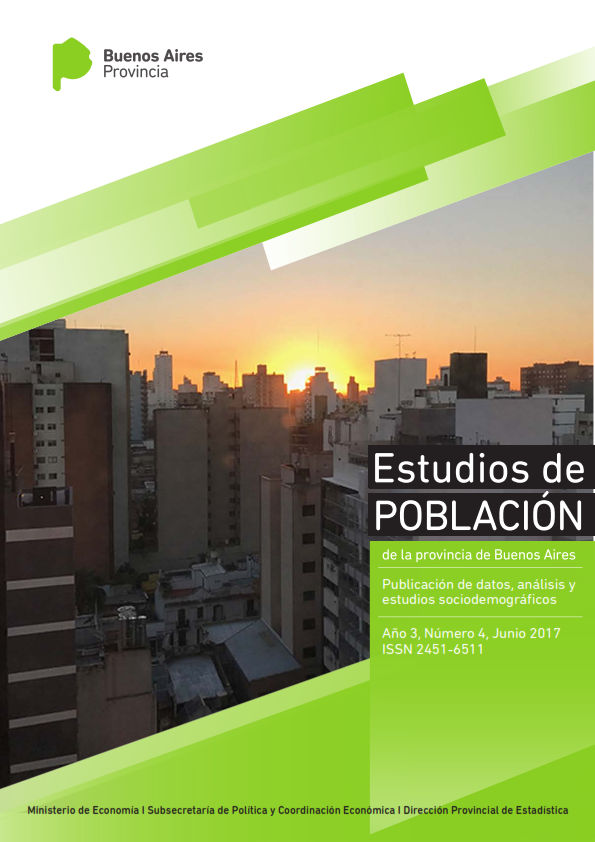 Buenos Aires
Provincia
Estudios de
POBLACIÓN
de la provincia de Buenos Aires
Publicación de datos, análisis y
estudios sociodemográficos
Año 3, Número 4, Junio 2017
ISSN 2451-6511
Ministerio de Economía I Subsecretaría de Política y Coordinación Económica I Dirección Provincial de Estadística